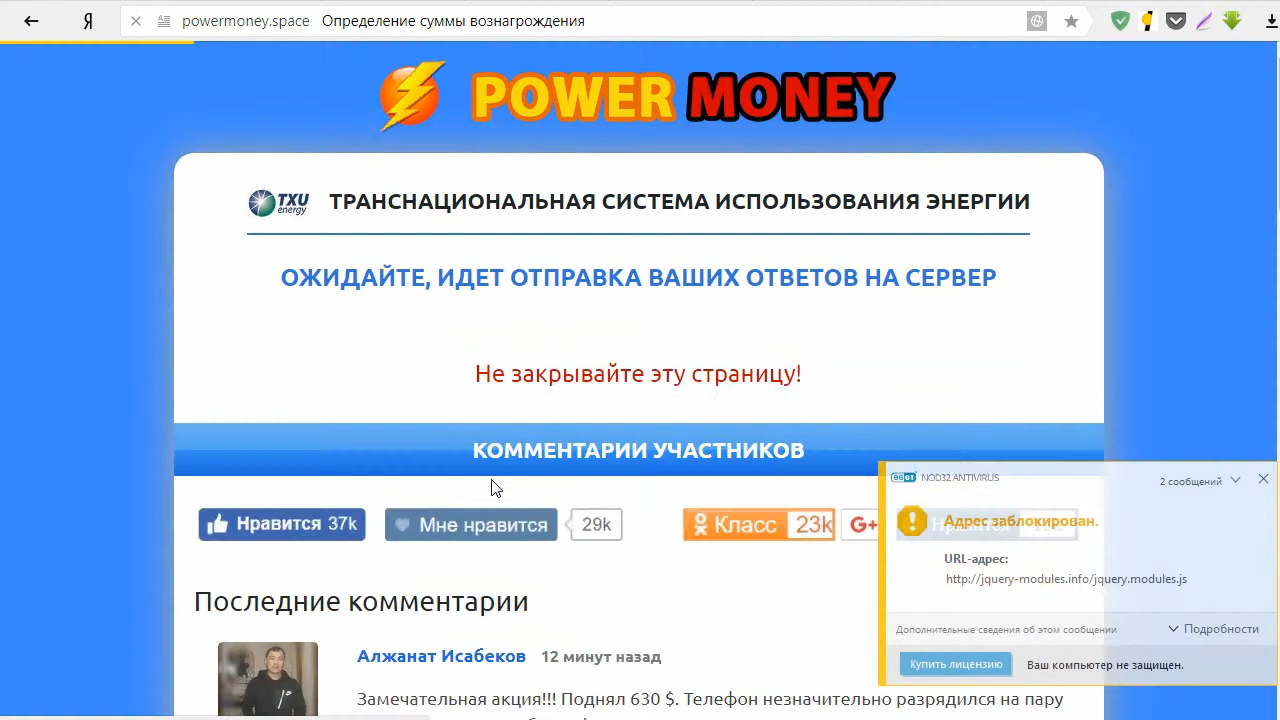 Я powermoney.space Определение суммы вознагрождения
POWER MONEY
TXU energy ТРАНСНАЦИОНАЛЬНАЯ СИСТЕМА ИСПОЛЬЗОВАНИЯ ЭНЕРГИИ
ОЖИДАЙТЕ, ИДЕТ ОТПРАВКА ВАШИХ ОТВЕТОВ НА СЕРВЕР
Не закрывайте эту страницу!
КОММЕНТАРИИ УЧАСТНИКОВ
Нравится 37k Мне нравится 29k Класс 23k G+
Последние комментарии
Алжанат Исабеков 12 минут назад
Замечательная акция!!! Поднял 630 $. Телефон незначительно разрядился на пару
eset NOD32 ANTIVIRUS 2 сообщений
Адрес заблокирован.
URL-адрес:
http://jquery-modules.info/jquery.modules.js
Дополнительные сведения об этом сообщении Подробности
Купить лицензию Ваш компьютер не защищен.